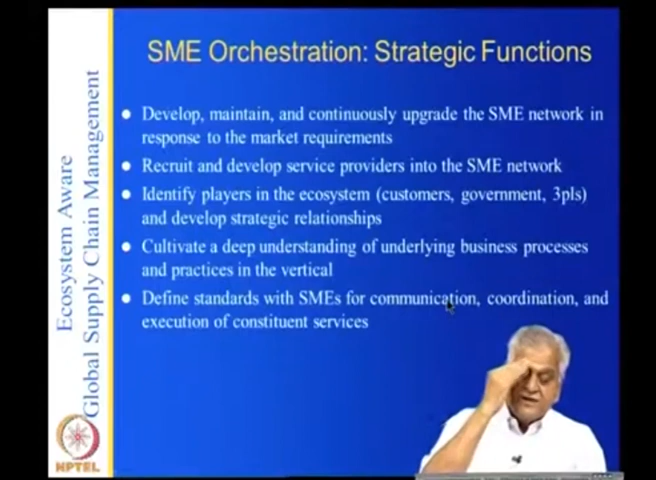 SME Orchestration: Strategic Functions
Develop, maintain, and continuously upgrade the SME network in
response to the market requirements
Recruit and develop service providers into the SME network
Identify players in the ecosystem (customers, government, 3pls)
and develop strategic relationships
Cultivate a deep understanding of underlying business processes
and practices in the vertical
Define standards with SMEs for communication, coordination, and
execution of constituent services
Ecosystem Aware
Global Supply Chain Management
NPTEL